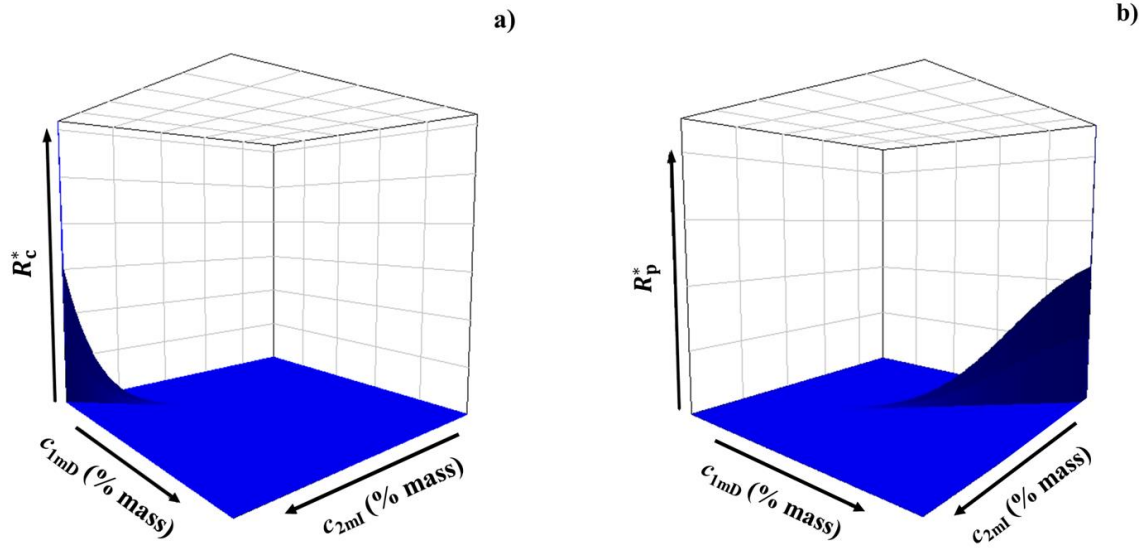 a)
b)
R*c
R*p
c1mD (% mass)
c2mI (% mass)
c1mD (% mass)
c2mI (% mass)